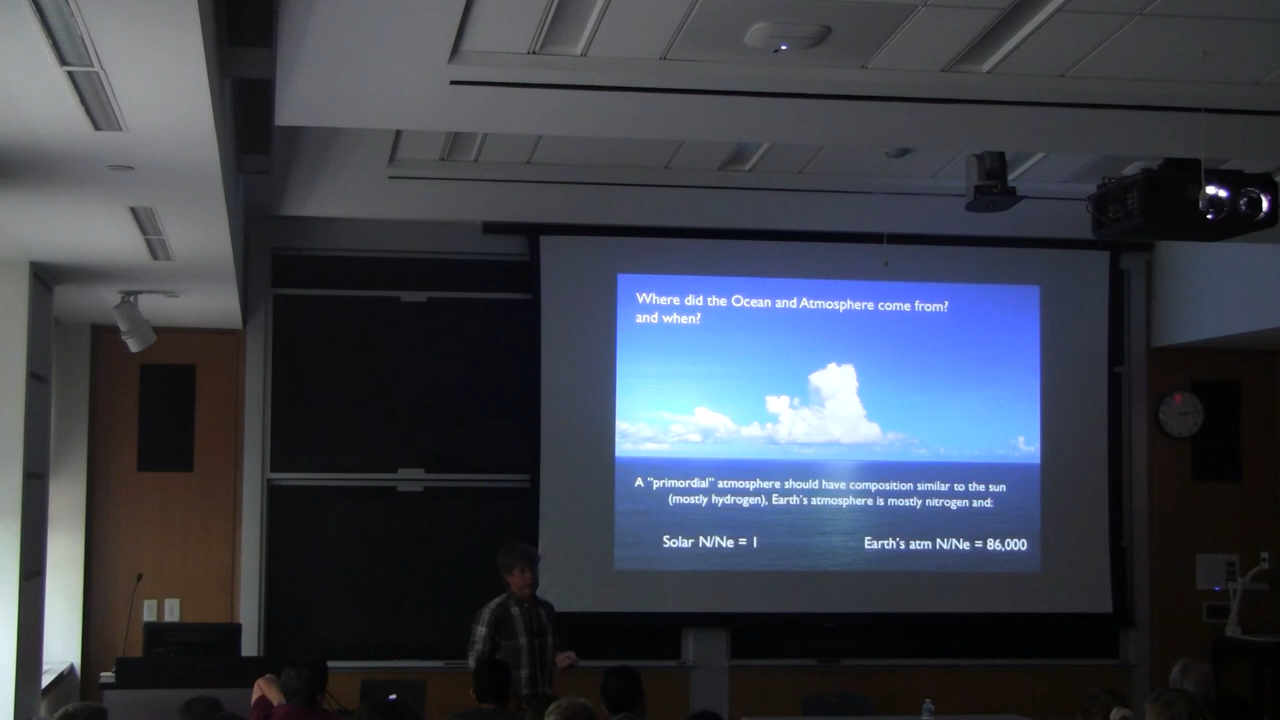 Where did the Ocean and Atmosphere come from?
and when?
A “primordial” atmosphere should have composition similar to the sun
(mostly hydrogen), Earth's atmosphere is mostly nitrogen and:
Solar N/Ne = 1
Earth's atm N/Ne = 86,000